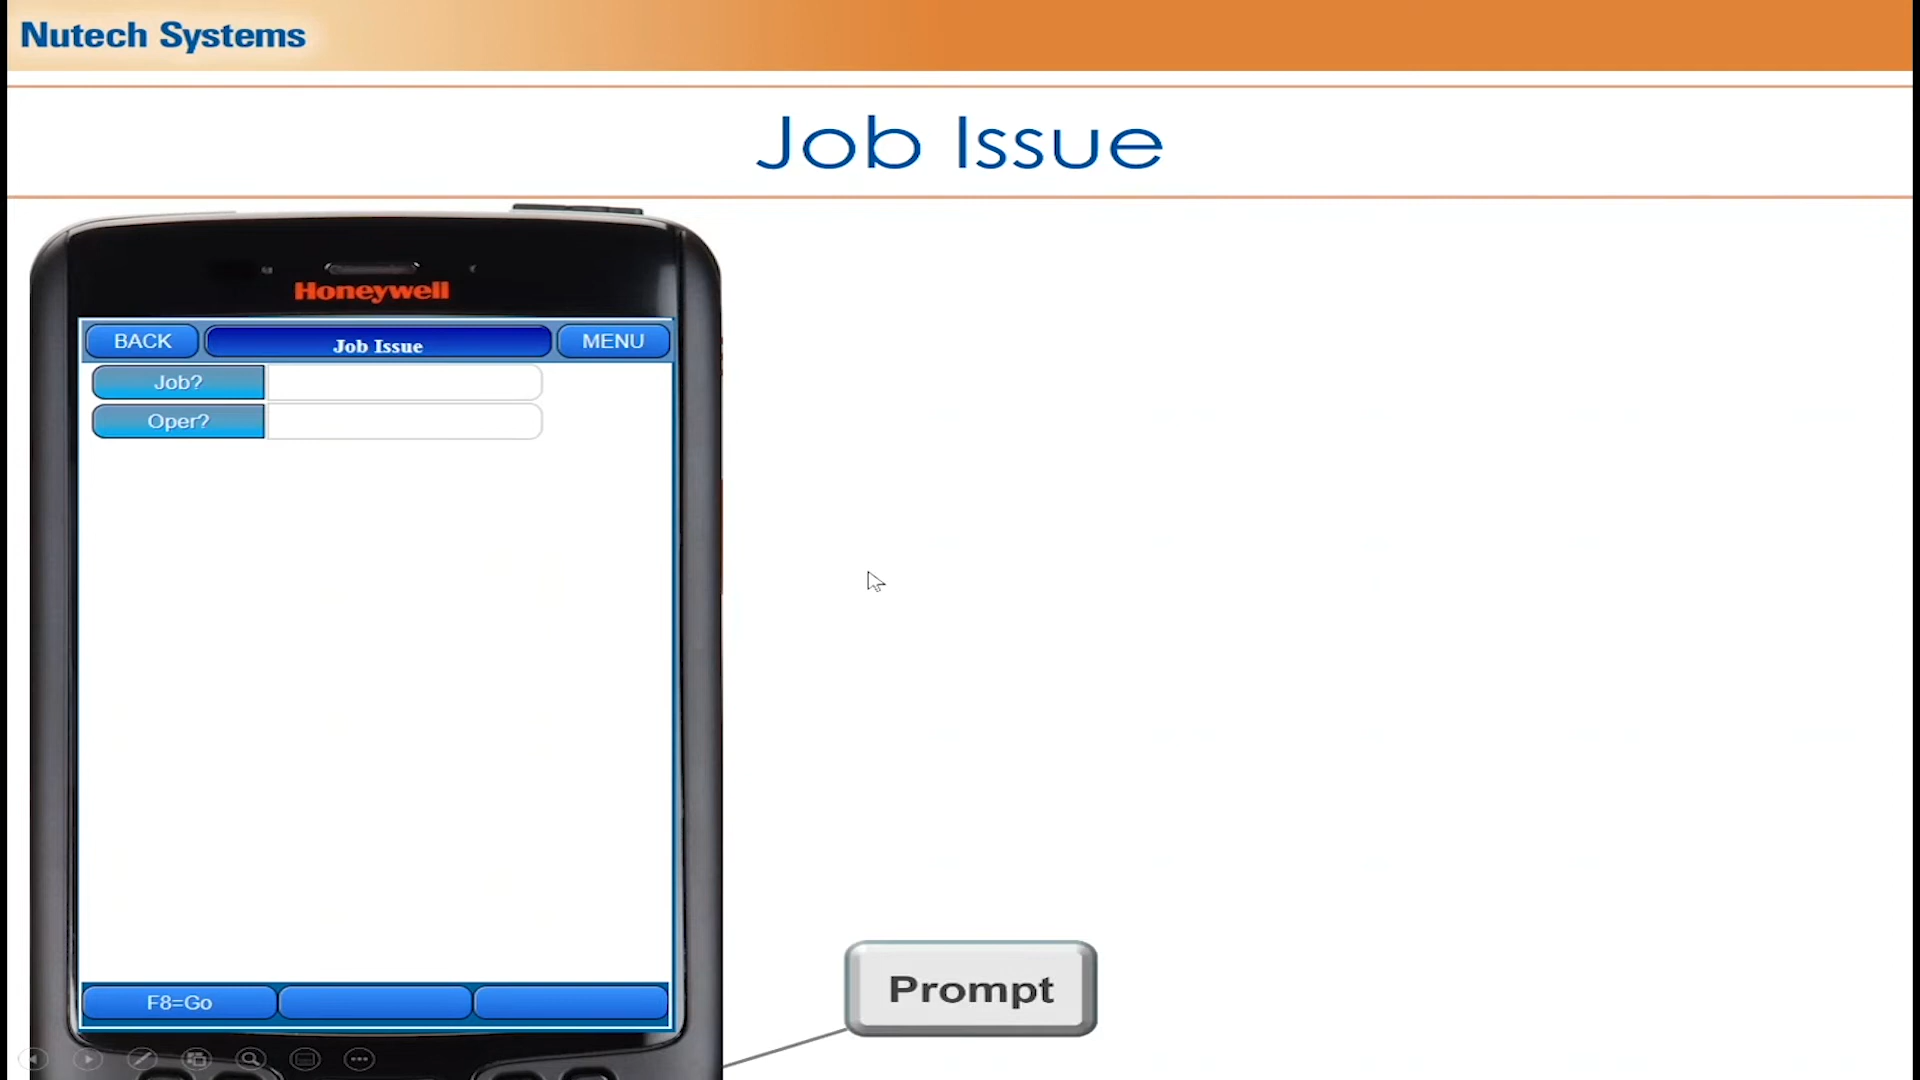 Nutech Systems
Job Issue
Honeywell
BACK
Job Issue
MENU
Job?
Oper?
F8=Go
Prompt